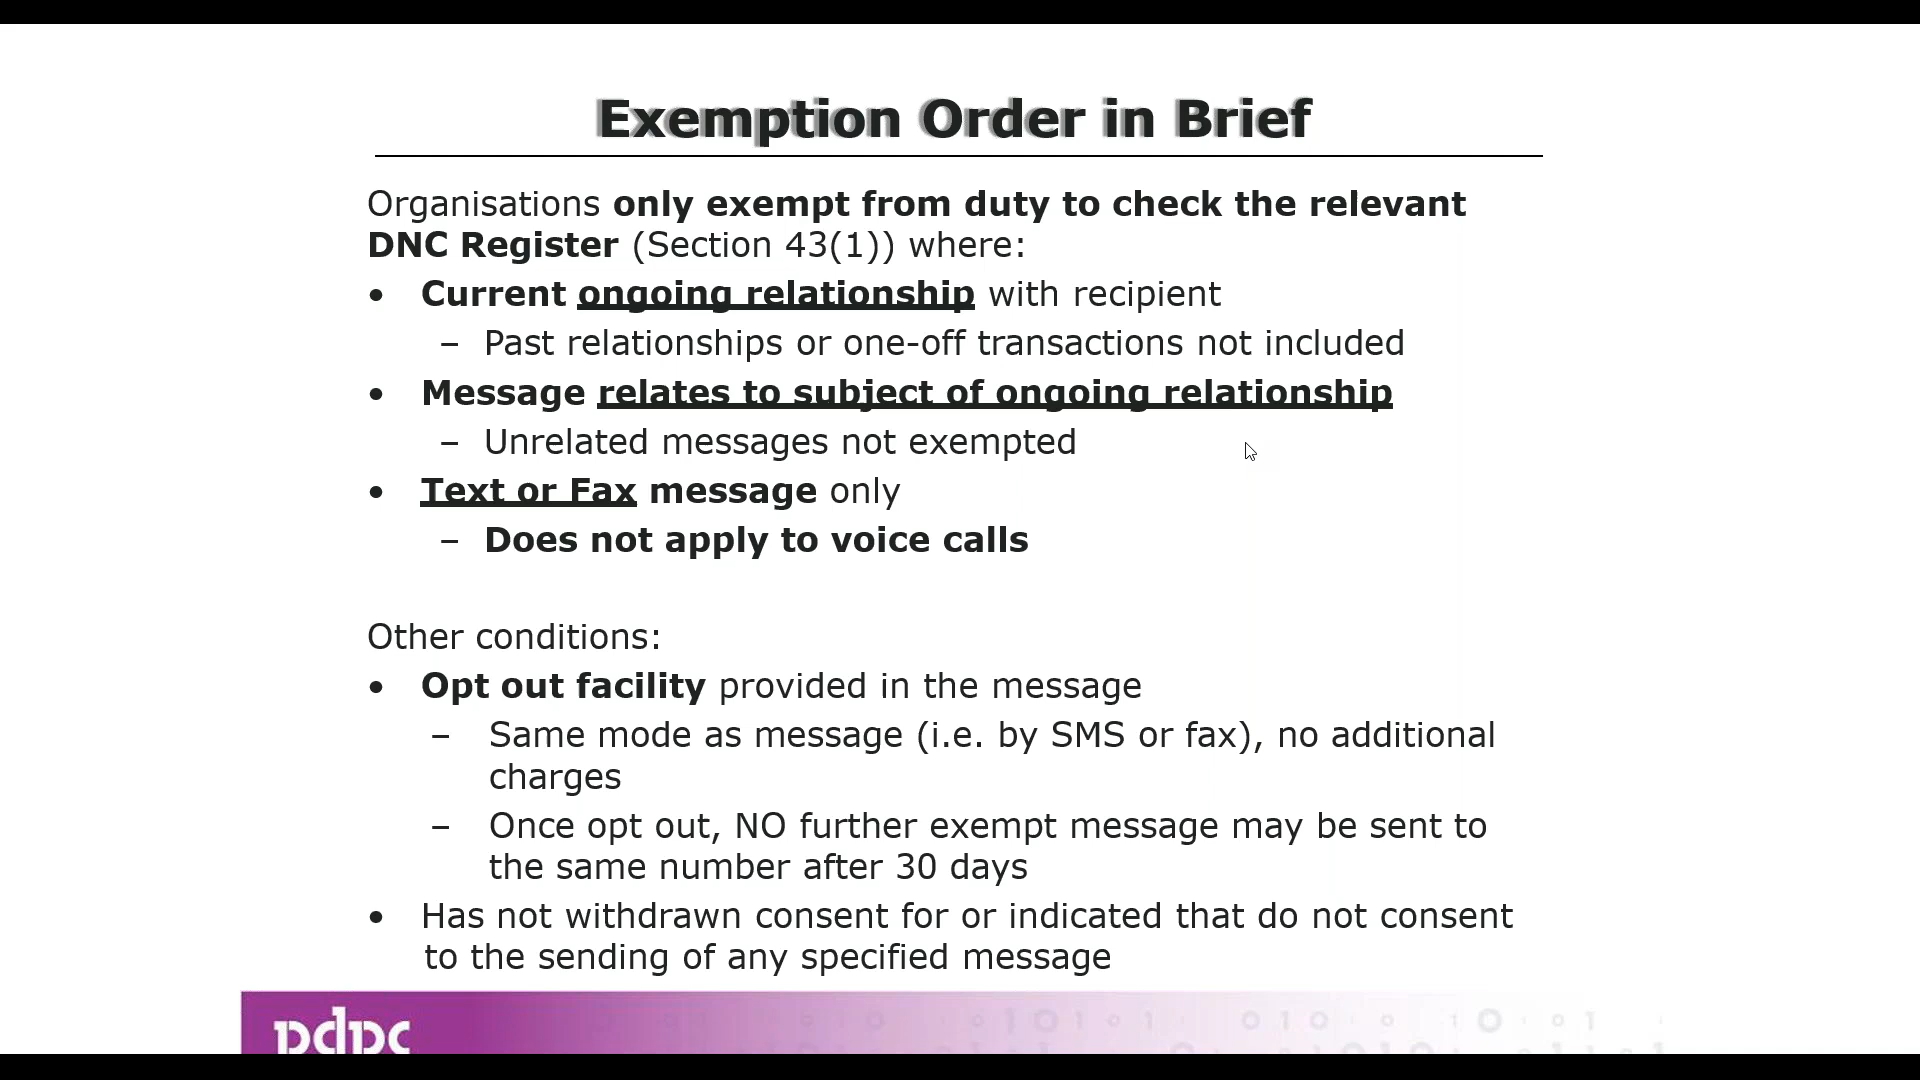 Exemption Order in Brief
Organisations only exempt from duty to check the relevant
DNC Register (Section 43(1)) where:
• Current ongoing relationship with recipient
– Past relationships or one-off transactions not included
• Message relates to subject of ongoing relationship
– Unrelated messages not exempted
• Text or Fax message only
– Does not apply to voice calls
Other conditions:
• Opt out facility provided in the message
– Same mode as message (i.e. by SMS or fax), no additional
charges
– Once opt out, NO further exempt message may be sent to
the same number after 30 days
• Has not withdrawn consent for or indicated that do not consent
to the sending of any specified message
pdpc